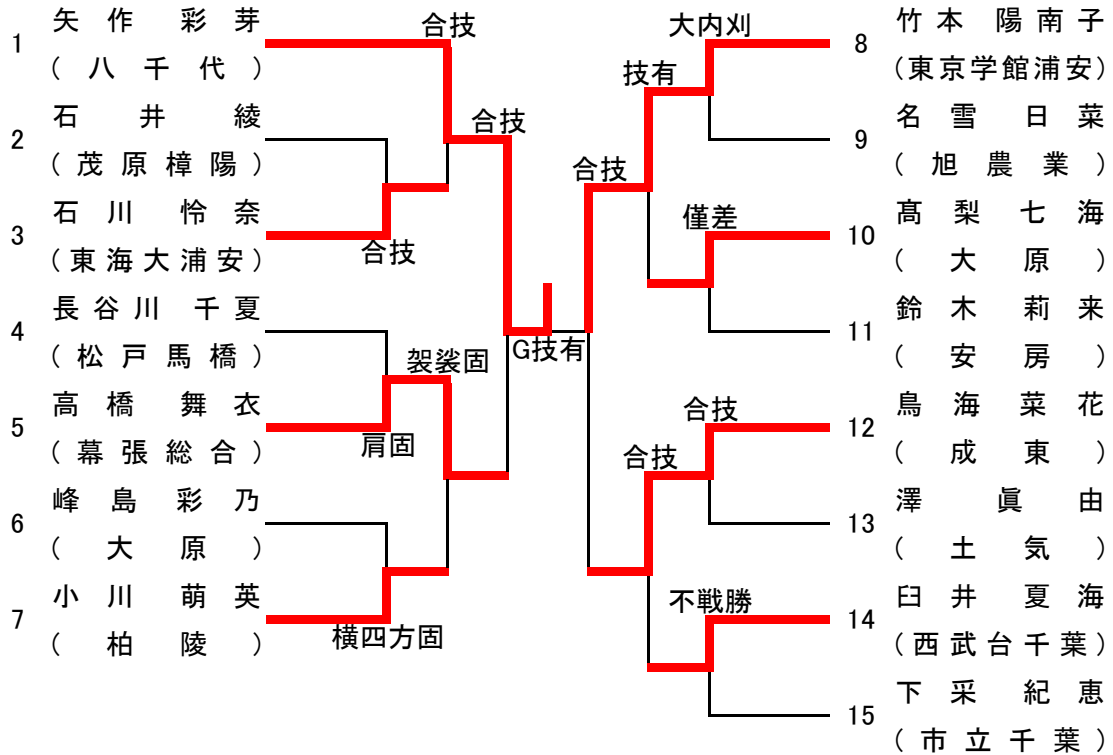 1 矢作 彩芽
(八千代)
2 石井 綾
(茂原樟陽)
3 石川 怜奈
(東海大浦安)
4 長谷川 千夏
(松戸馬橋)
5 高橋 舞衣
(幕張総合)
6 峰島 彩乃
(大原)
7 小川 萌英
(柏陵)
合技
合技
合技
袈裟固
肩固
横四方固
G技有
大内刈
技有
合技
僅差
合技
合技
不戦勝
8 竹本 陽南子
(東京学館浦安)
9 名雪 日菜
(旭農業)
10 髙梨 七海
(大原)
11 鈴木 莉来
(安房)
12 鳥海 菜花
(成東)
13 澤 眞由
(土気)
14 臼井 夏海
(西武台千葉)
15 下采 紀恵
(市立千葉)